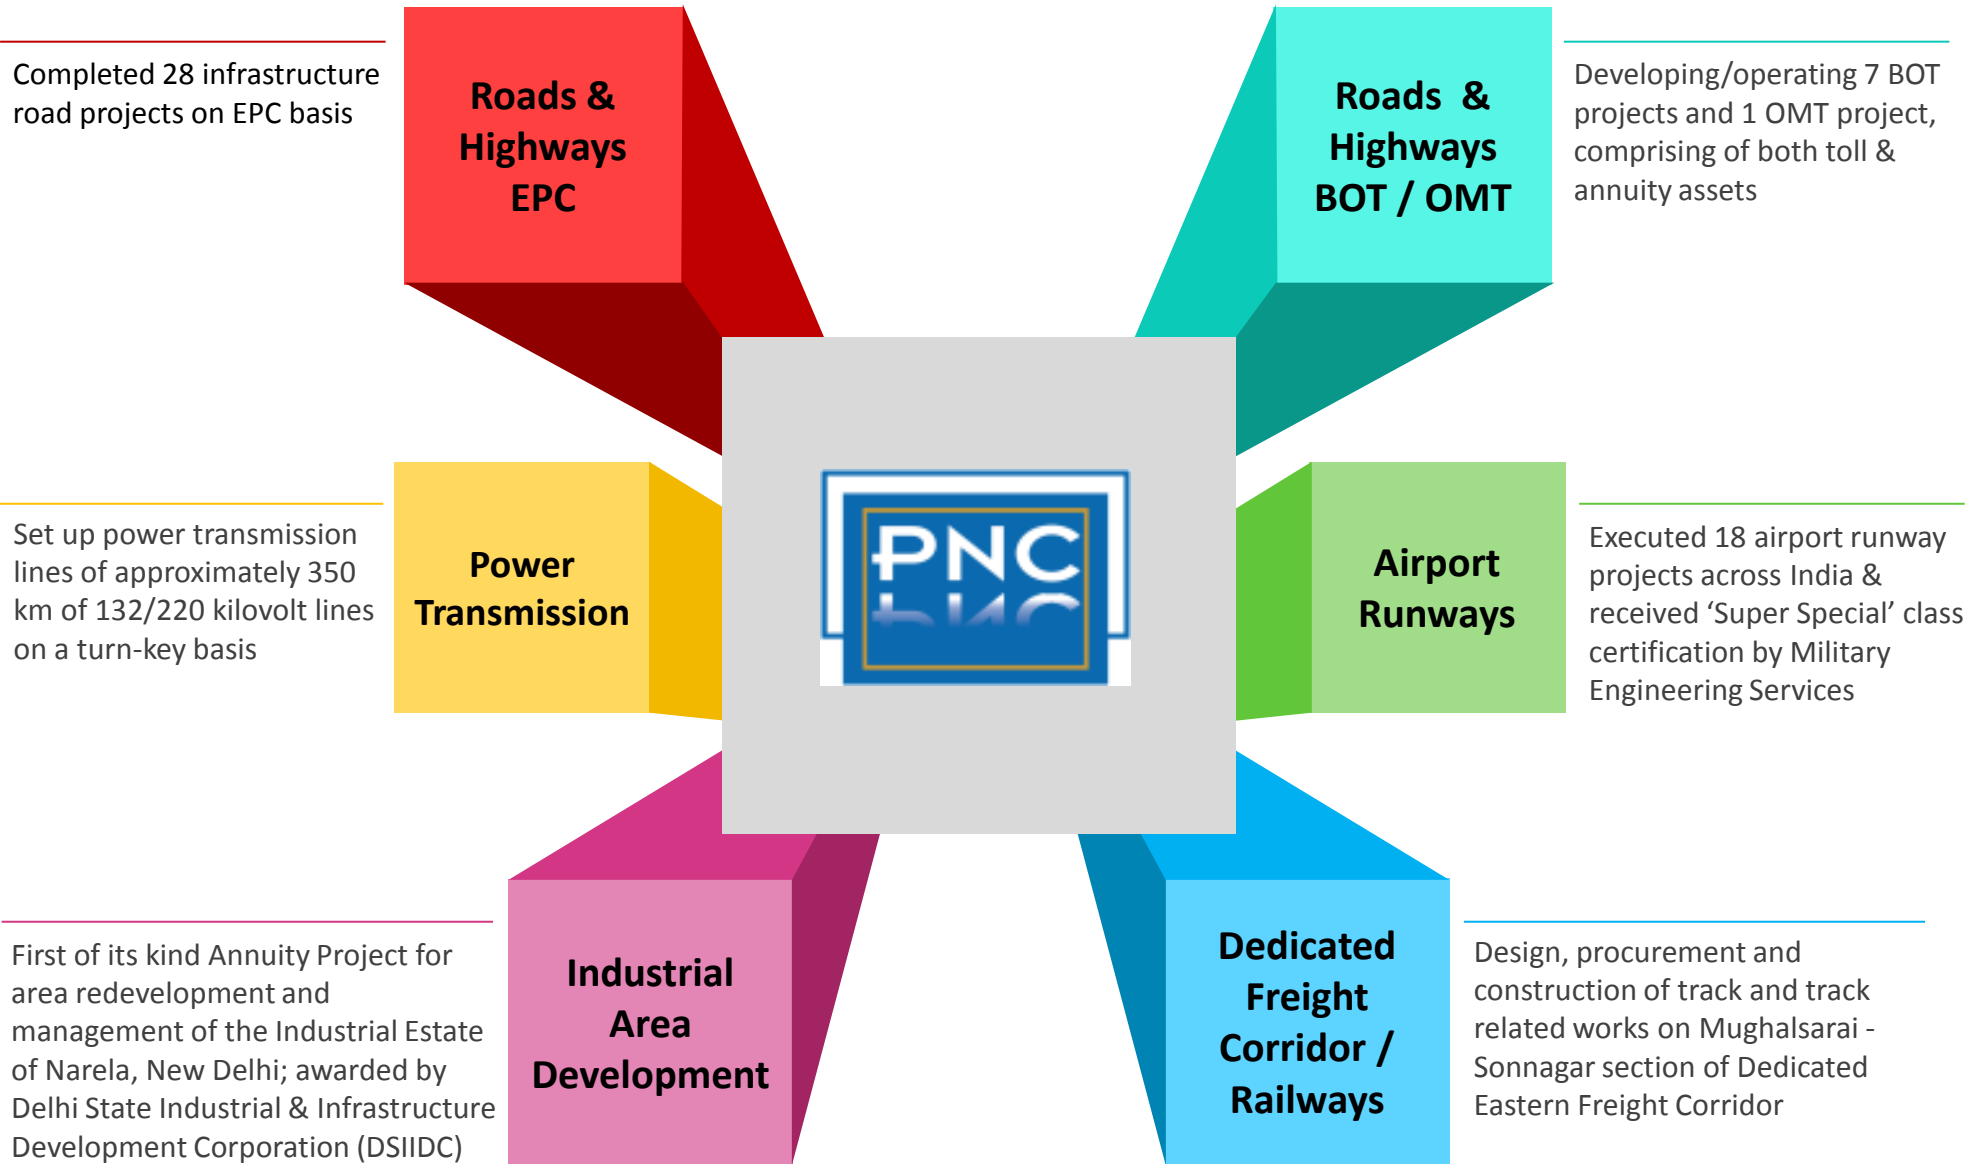 Completed 28 infrastructure
road projects on EPC basis
Roads &
Highways
EPC
Roads & 
Highways
BOT / OMT
Developing/operating 7 BOT
projects and 1 OMT project,
comprising of both toll &
annuity assets
Set up power transmission
lines of approximately 350
km of 132/220 kilovolt lines
on a turn-key basis
Power
Transmission
PNC
Airport
Runways
Executed 18 airport runway
projects across India &
received ‘Super Special’ class
certification by Military
Engineering Services
First of its kind Annuity Project for
area redevelopment and
management of the Industrial Estate
of Narela, New Delhi; awarded by
Delhi State Industrial & Infrastructure
Development Corporation (DSIIDC)
Industrial
Area
Development
Dedicated
Freight
Corridor /
Railways
Design, procurement and
construction of track and track
related works on Mughalsarai -
Sonnagar section of Dedicated
Eastern Freight Corridor